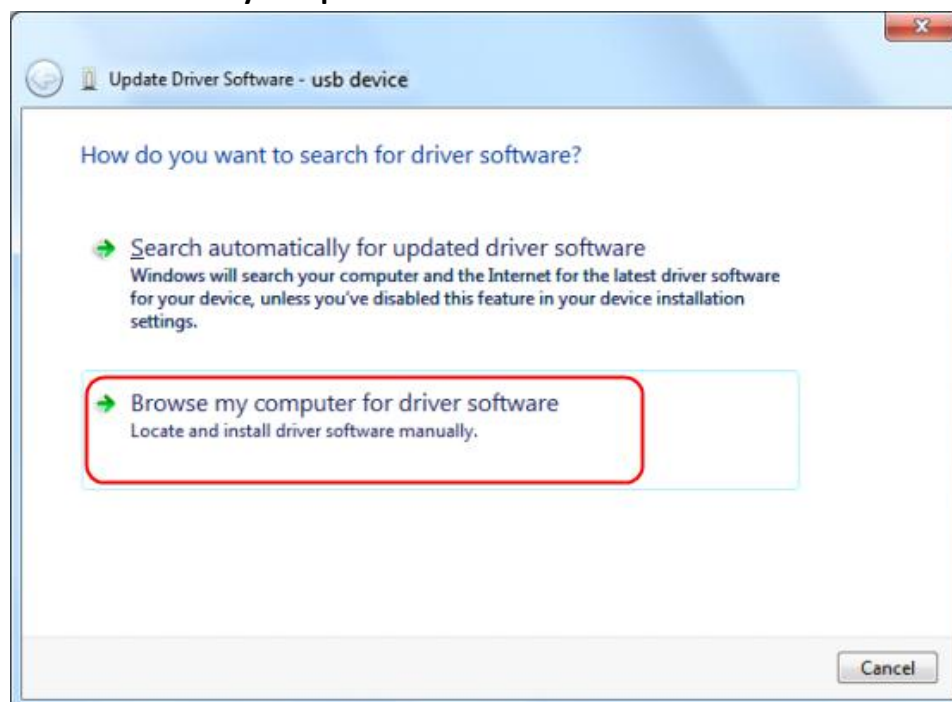 Update Driver Software - usb device
How do you want to search for driver software?
Search automatically for updated driver software
Windows will search your computer and the Internet for the latest driver software
for your device, unless you've disabled this feature in your device installation
settings.
Browse my computer for driver software
Locate and install driver software manually.
Cancel